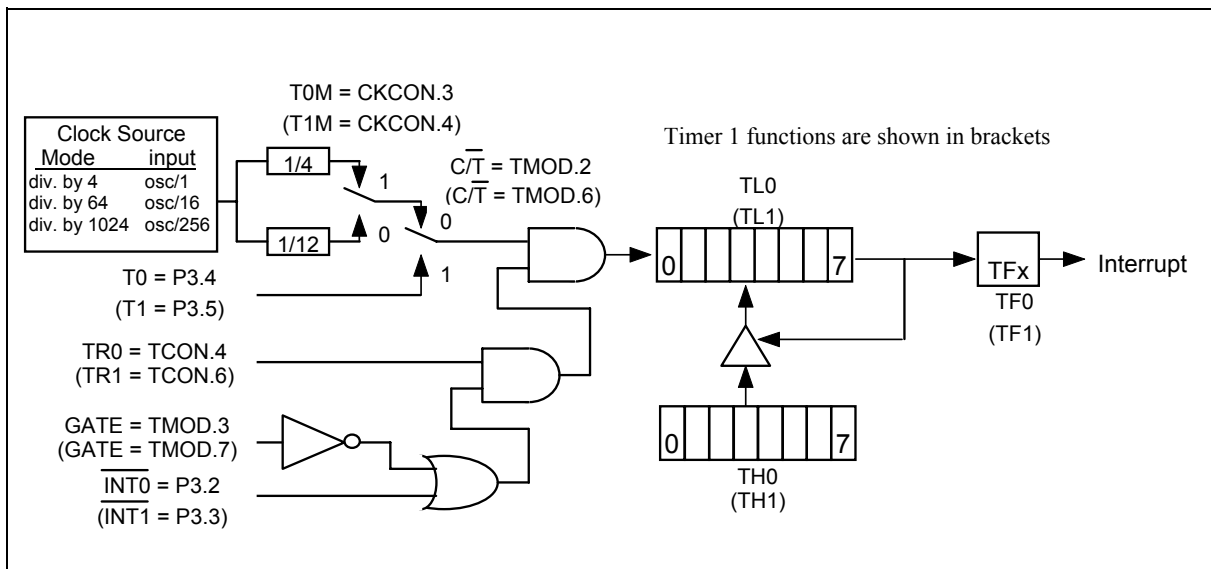 T0M = CKCON.3
(T1M = CKCON.4)
Timer 1 functions are shown in brackets
Clock Source
Mode input
div. by 4 osc/1
div. by 64 osc/16
div. by 1024 osc/256
1/4
1/12
1
0
C/T̅ = TMOD.2
(C/T̅ = TMOD.6)
0
1
T0 = P3.4
(T1 = P3.5)
TR0 = TCON.4
(TR1 = TCON.6)
GATE = TMOD.3
(GATE = TMOD.7)
I̅N̅T̅0̅ = P3.2
(I̅N̅T̅1̅ = P3.3)
TL0
(TL1)
0 7
TFx
Interrupt
TF0
(TF1)
0 7
TH0
(TH1)